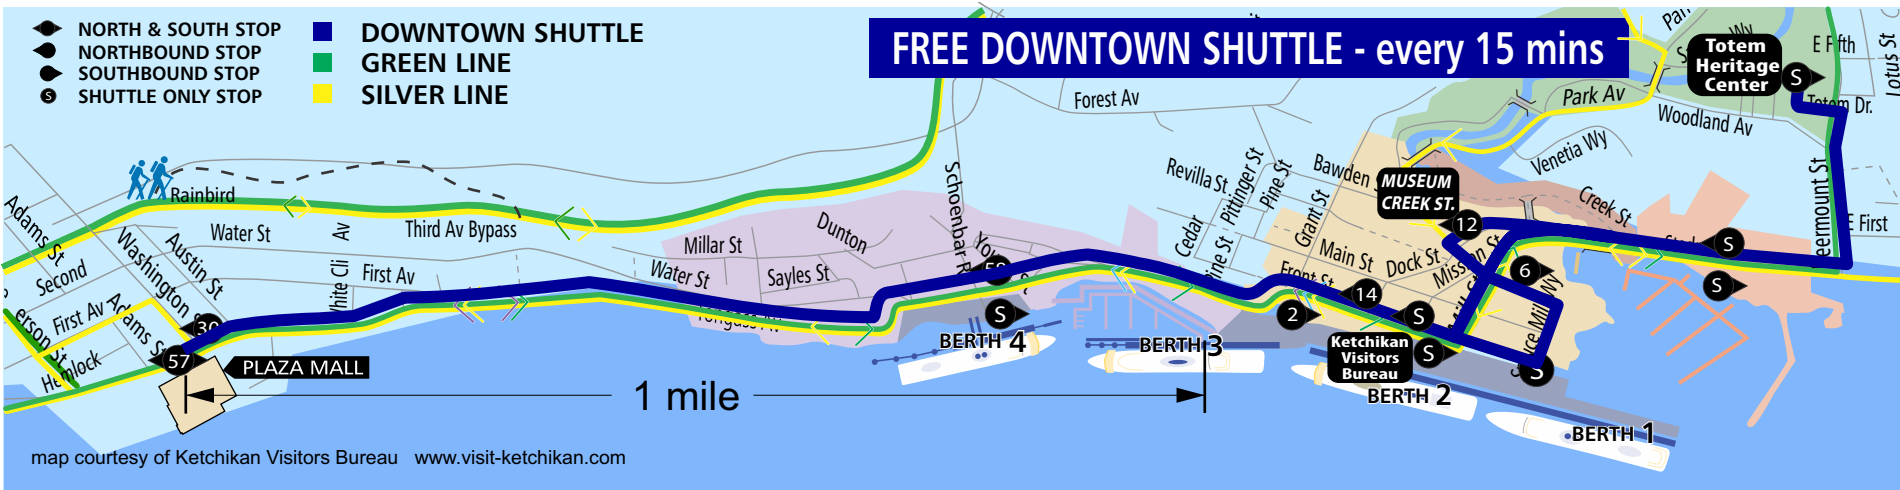 NORTH & SOUTH STOP
NORTHBOUND STOP
SOUTHBOUND STOP
S SHUTTLE ONLY STOP
DOWNTOWN SHUTTLE
GREEN LINE
SILVER LINE
FREE DOWNTOWN SHUTTLE - every 15 mins
Totem
Heritage
Center
S
E Fifth
Lotus St
Totem Dr.
Park Av
Woodland Av
Forest Av
Venetia Wy
Revilla St.
Pittinger St
Pine St
Bawden
MUSEUM
CREEK ST.
Creek St
E First
Rainbird
Adams St
Second
Washington
Austin St
Water St
Av
Third Av Bypass
First Av
Millar St
Dunton
Schoenbar
Sayles St
Water St
Cedar
Grant St
Main St
Dock St
Mission St
Front St
12
S
6
S
14
2
S
S
S
S
First Av
Adams St
Hemlock
30
57
PLAZA MALL
Ketchikan
Visitors
Bureau
BERTH 4
BERTH 3
BERTH 2
BERTH 1
1 mile
map courtesy of Ketchikan Visitors Bureau www.visit-ketchikan.com